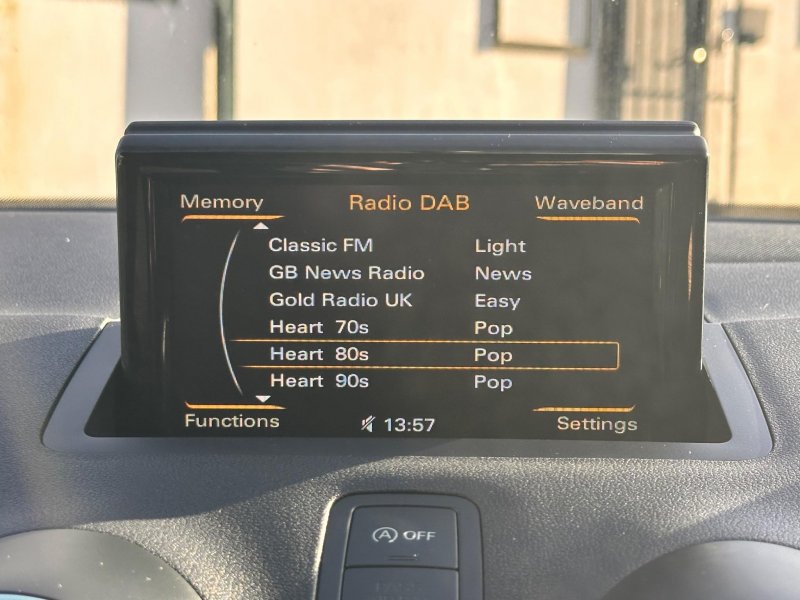 Memory Radio DAB Waveband
Classic FM Light
GB News Radio News
Gold Radio UK Easy
Heart 70s Pop
Heart 80s Pop
Heart 90s Pop
Functions 13:57 Settings
A OFF